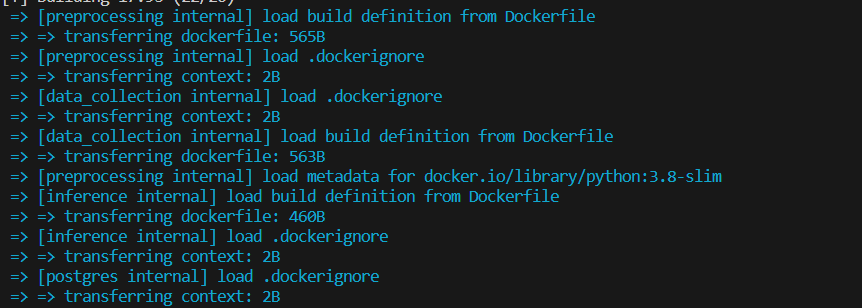 => [preprocessing internal] load build definition from Dockerfile
=> => transferring dockerfile: 565B
=> [preprocessing internal] load .dockerignore
=> => transferring context: 2B
=> [data_collection internal] load .dockerignore
=> => transferring context: 2B
=> [data_collection internal] load build definition from Dockerfile
=> => transferring dockerfile: 563B
=> [preprocessing internal] load metadata for docker.io/library/python:3.8-slim
=> [inference internal] load build definition from Dockerfile
=> => transferring dockerfile: 460B
=> [inference internal] load .dockerignore
=> => transferring context: 2B
=> [postgres internal] load .dockerignore
=> => transferring context: 2B